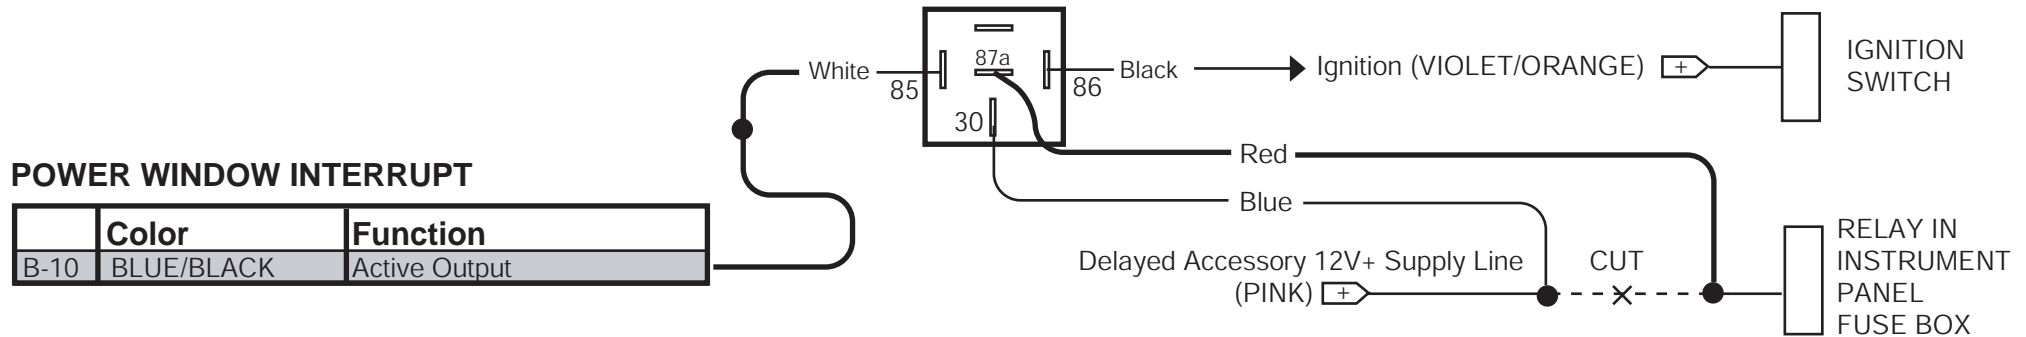 87a
White
85
86
Black
Ignition (VIOLET/ORANGE)
+
IGNITION
SWITCH
30
Red
Blue
POWER WINDOW INTERRUPT
Color Function
B-10 BLUE/BLACK Active Output
Delayed Accessory 12V+ Supply Line
(PINK)
+
CUT
RELAY IN
INSTRUMENT
PANEL
FUSE BOX